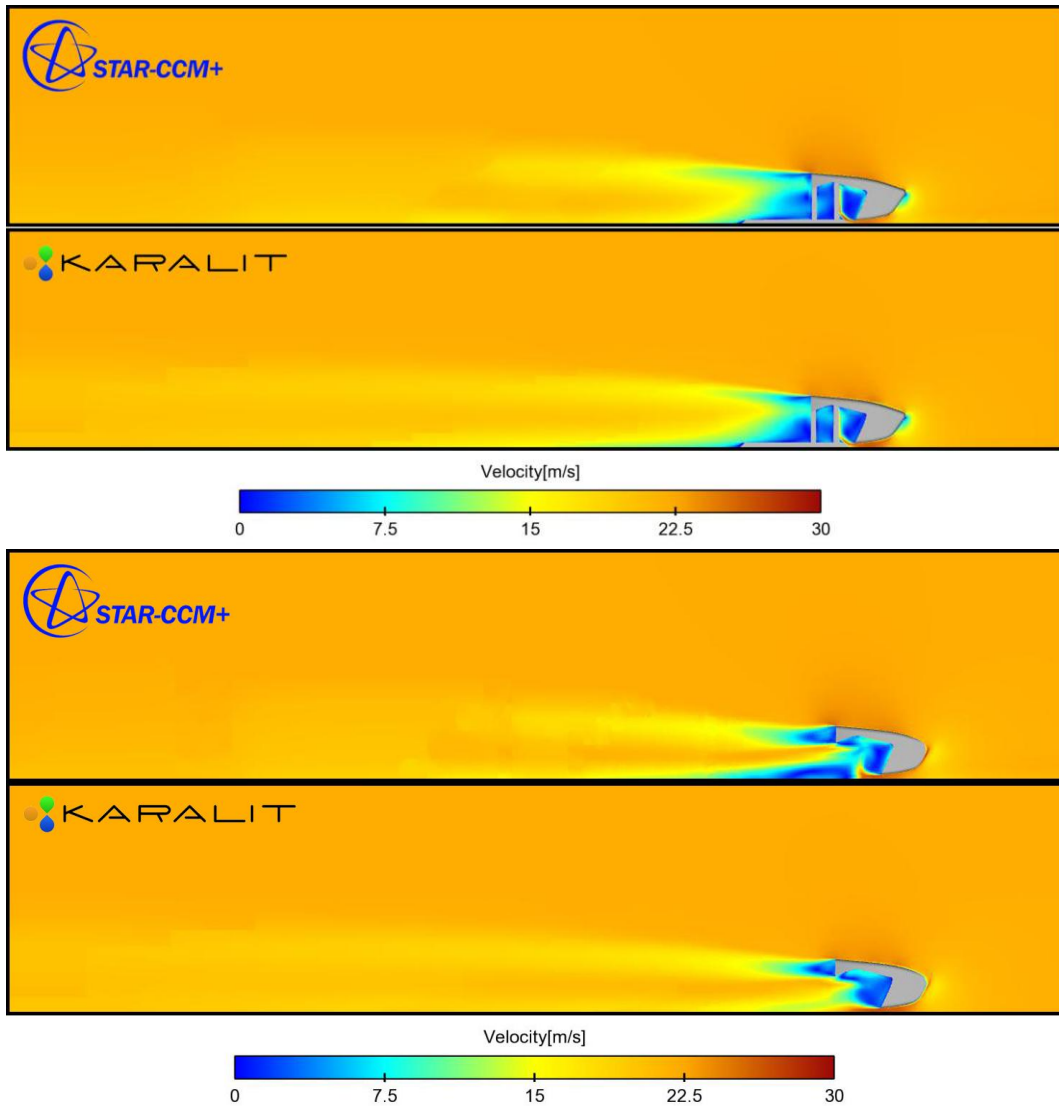 STAR-CCM+
KARALIT
Velocity[m/s]
0 7.5 15 22.5 30
STAR-CCM+
KARALIT
Velocity[m/s]
0 7.5 15 22.5 30